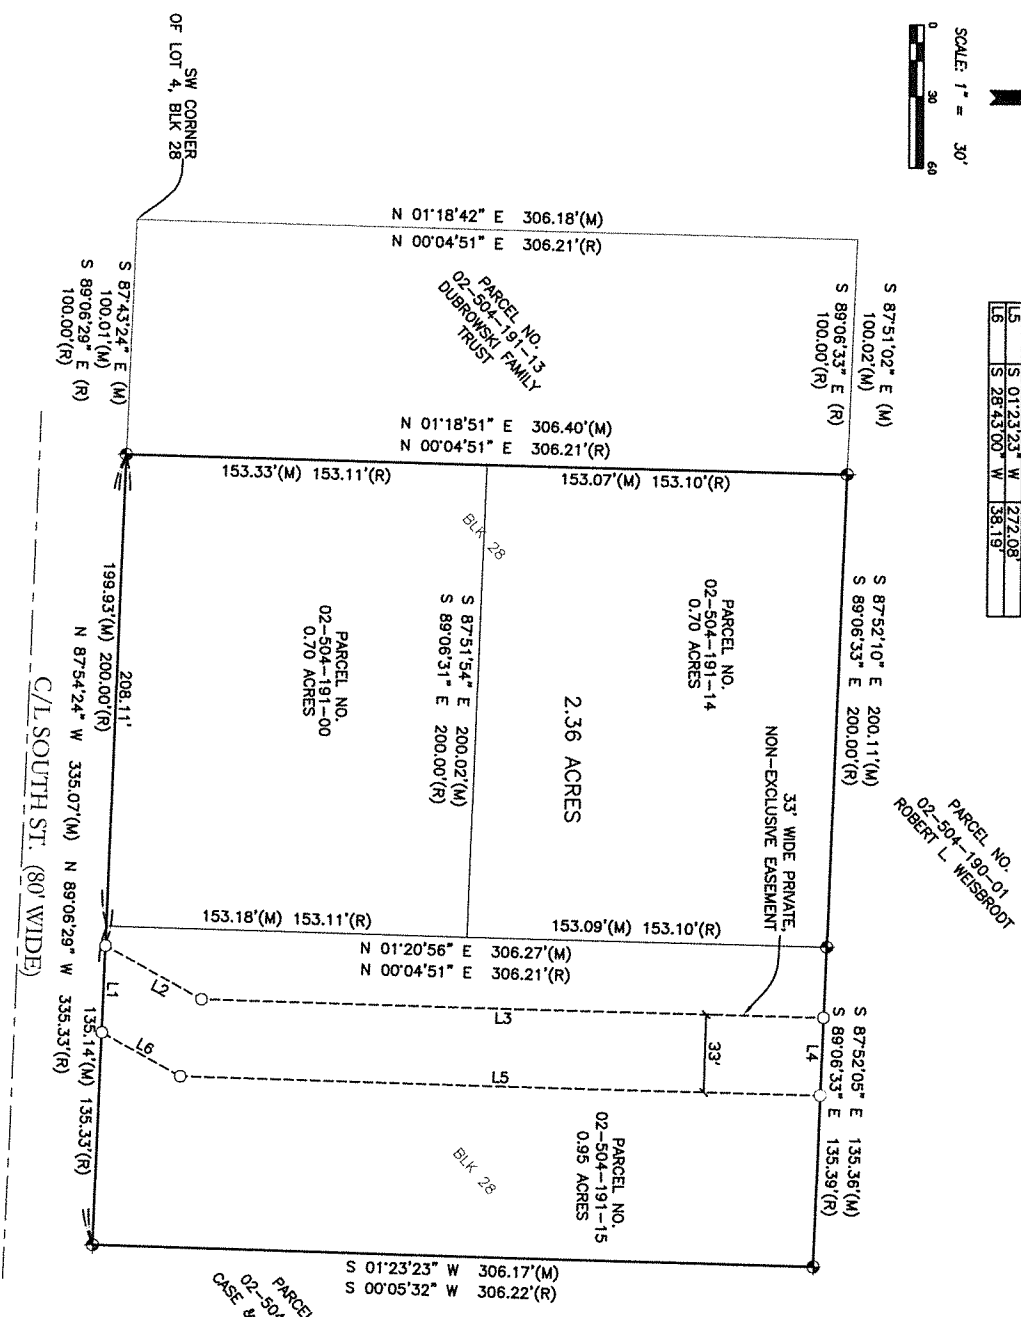 SCALE: 1" = 30'
0 30 60
L5 S 01°23'23" W 272.08'
L6 S 28°43'00" W 38.19'
SW CORNER
OF LOT 4, BLK 28
N 01°18'42" E 306.18'(M)
N 00°04'51" E 306.21'(R)
S 87°51'02" E (M)
100.02'(M)
S 89°06'33" E (R)
100.00'(R)
PARCEL NO.
02-504-191-13
DUBROWSKI FAMILY
TRUST
S 87°43'24" E (M)
100.01'(M)
S 89°06'29" E (R)
100.00'(R)
N 01°18'51" E 306.40'(M)
N 00°04'51" E 306.21'(R)
153.33'(M) 153.11'(R)
153.07'(M) 153.10'(R)
BLK 28
S 87°52'10" E 200.11'(M)
S 89°06'33" E 200.00'(R)
PARCEL NO.
02-504-191-14
0.70 ACRES
S 87°51'54" E 200.02'(M)
S 89°06'31" E 200.00'(R)
PARCEL NO.
02-504-191-00
0.70 ACRES
2.36 ACRES
199.93'(M) 200.00'(R)
208.11'
N 87°54'24" W 335.07'(M) N 89°06'29" W 335.33'(R)
C/L SOUTH ST. (80' WIDE)
PARCEL NO.
02-504-190-01
ROBERT L. WEISBRODT
33' WIDE PRIVATE,
NON-EXCLUSIVE EASEMENT
153.18'(M) 153.11'(R)
153.09'(M) 153.10'(R)
N 01°20'56" E 306.27'(M)
N 00°04'51" E 306.21'(R)
L1
L2
L3
L4
L5
L6
33'
S 87°52'05" E 135.36'(M)
S 89°06'33" E 135.39'(R)
135.14'(M) 135.33'(R)
PARCEL NO.
02-504-191-15
0.95 ACRES
BLK 28
S 01°23'23" W 306.17'(M)
S 00°05'32" W 306.22'(R)
PARCEL
02-504
CASE &